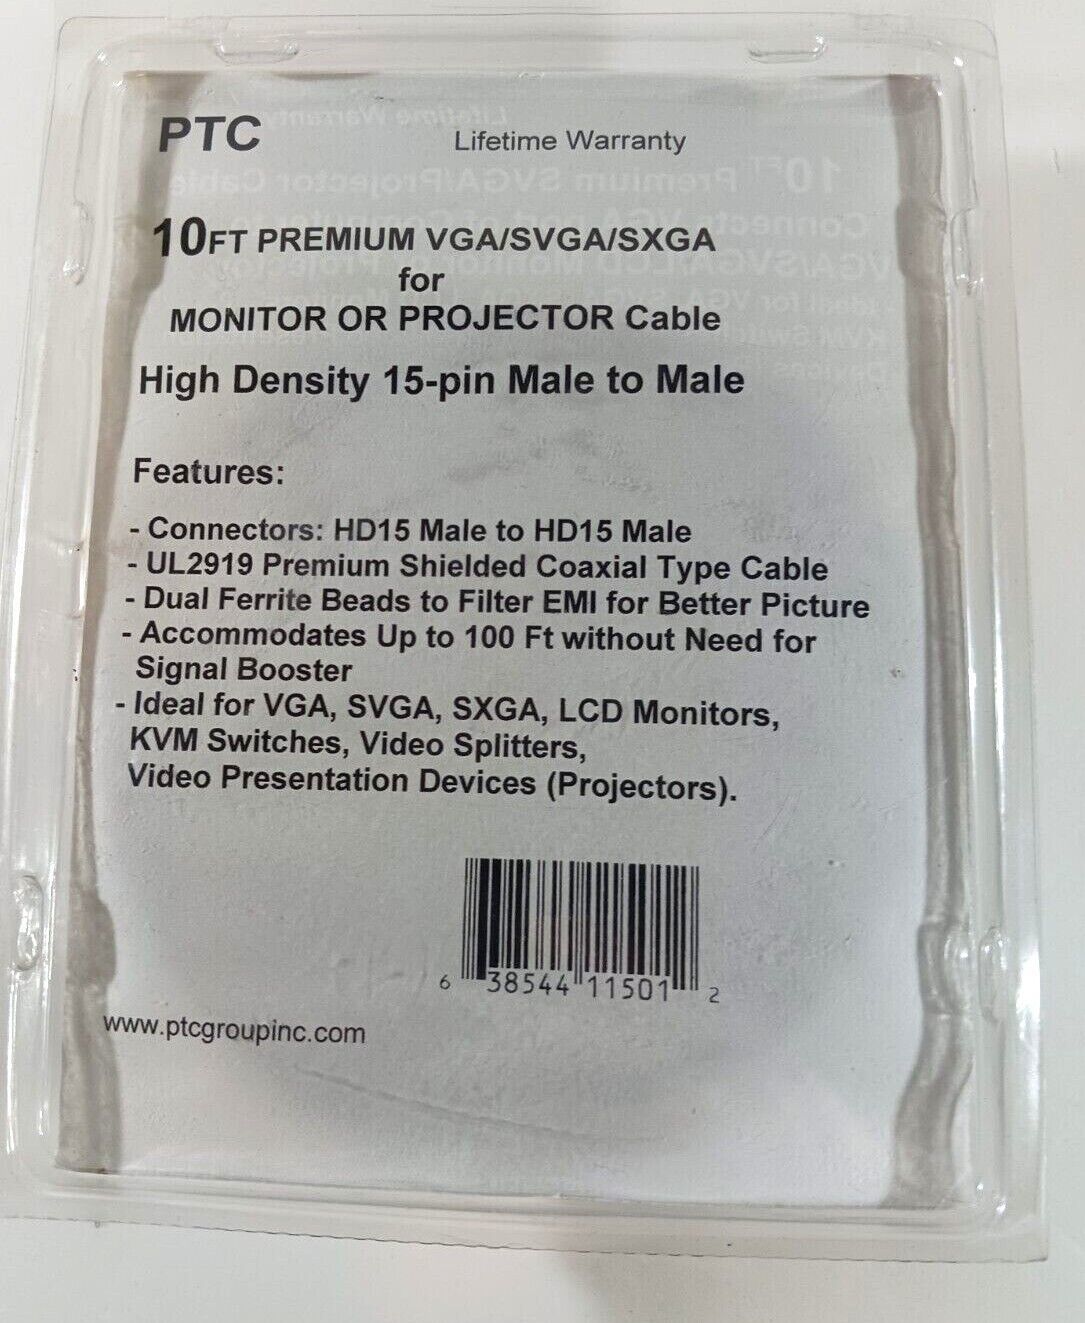 PTC
Lifetime Warranty
10FT PREMIUM VGA/SVGA/SXGA
for
MONITOR OR PROJECTOR Cable
High Density 15-pin Male to Male
Features:
- Connectors: HD15 Male to HD15 Male
- UL2919 Premium Shielded Coaxial Type Cable
- Dual Ferrite Beads to Filter EMI for Better Picture
- Accommodates Up to 100 Ft without Need for
Signal Booster
- Ideal for VGA, SVGA, SXGA, LCD Monitors,
KVM Switches, Video Splitters,
Video Presentation Devices (Projectors).
6 38544 11501 2
www.ptcgroupinc.com